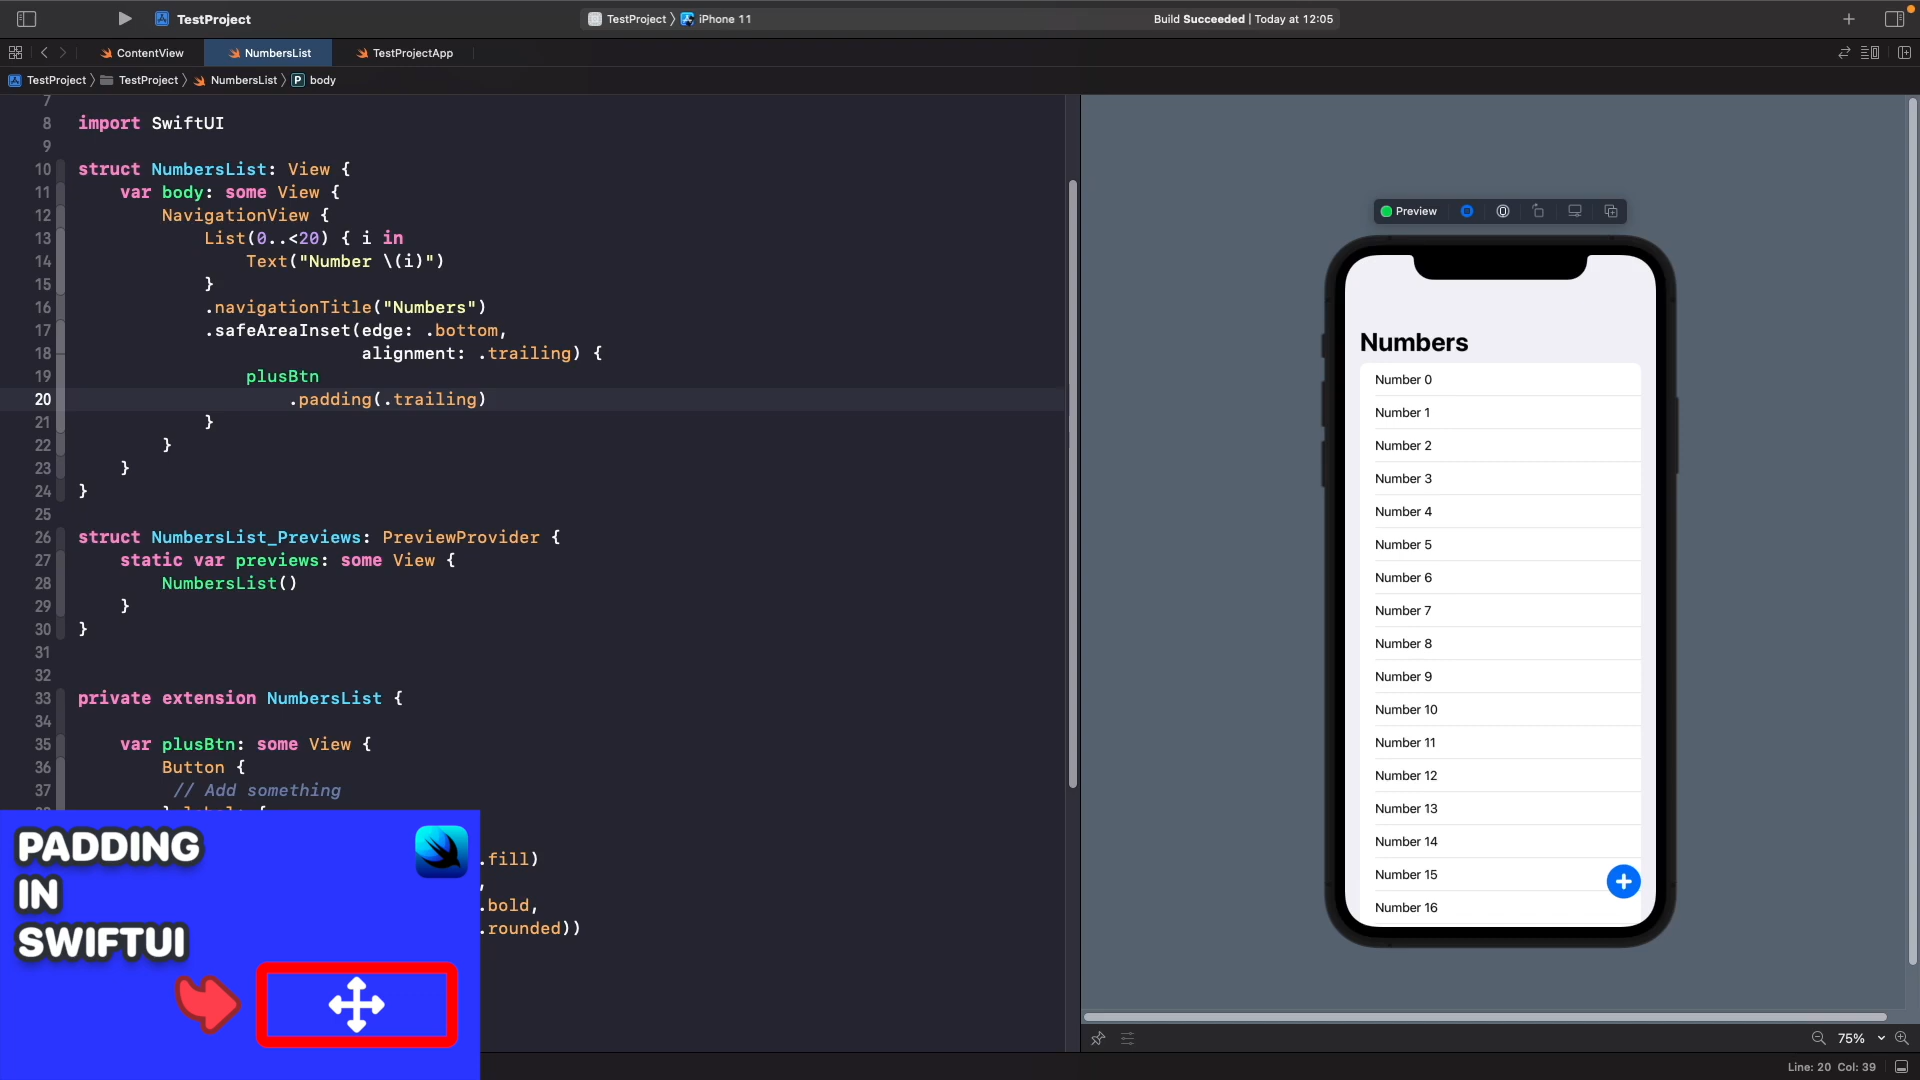 TestProject
TestProject 〉 iPhone 11
Build Succeeded | Today at 12:05
ContentView
NumbersList
TestProjectApp
TestProject 〉 TestProject 〉 NumbersList 〉 P body
7
8 import SwiftUI
9
10 struct NumbersList: View {
11 var body: some View {
12 NavigationView {
13 List(0..<20) { i in
14 Text("Number \(i)")
15 }
16 .navigationTitle("Numbers")
17 .safeAreaInset(edge: .bottom,
18 alignment: .trailing) {
19 plusBtn
20 .padding(.trailing)
21 }
22 }
23 }
24 }
25
26 struct NumbersList_Previews: PreviewProvider {
27 static var previews: some View {
28 NumbersList()
29 }
30 }
31
32
33 private extension NumbersList {
34
35 var plusBtn: some View {
36 Button {
37 // Add something
.fill)
,
.bold,
.rounded))
PADDING
IN
SWIFTUI
Preview
Numbers
Number 0
Number 1
Number 2
Number 3
Number 4
Number 5
Number 6
Number 7
Number 8
Number 9
Number 10
Number 11
Number 12
Number 13
Number 14
Number 15
Number 16
75%
Line: 20 Col: 39